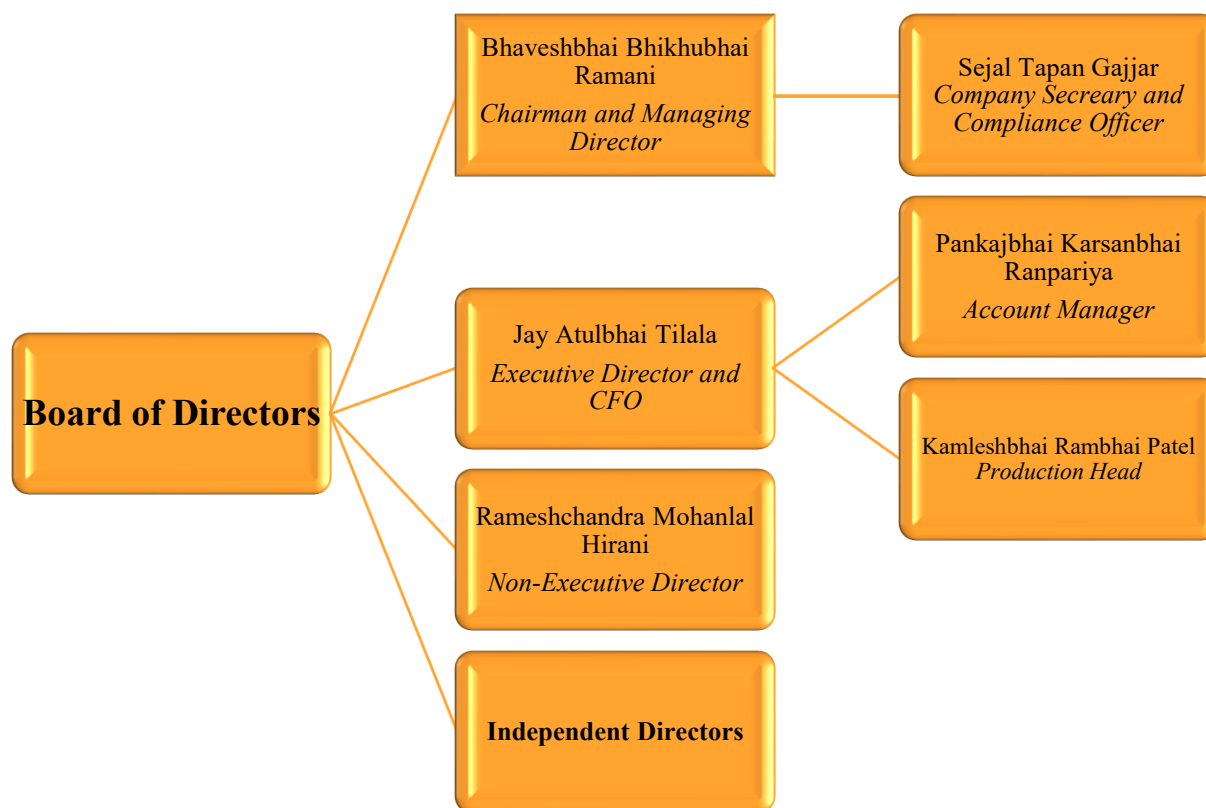 Board of Directors
Bhaveshbhai Bhikhubhai
Ramani
Chairman and Managing
Director
Sejal Tapan Gajjar
Company Secreary and
Compliance Officer
Jay Atulbhai Tilala
Executive Director and
CFO
Pankajbhai Karsanbhai
Ranpariya
Account Manager
Kamleshbhai Rambhai Patel
Production Head
Rameshchandra Mohanlal
Hirani
Non-Executive Director
Independent Directors